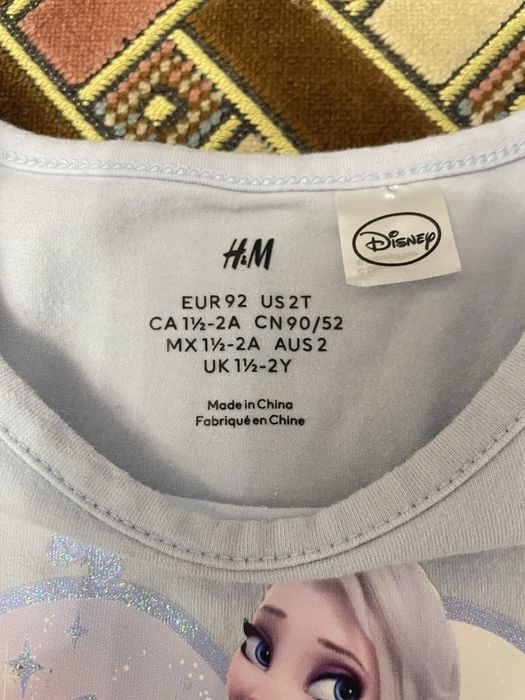 H&M
DISNEY
EUR 92 US 2T
CA 1½-2A CN 90/52
MX 1½-2A AUS 2
UK 1½-2Y
Made in China
Fabriqué en Chine